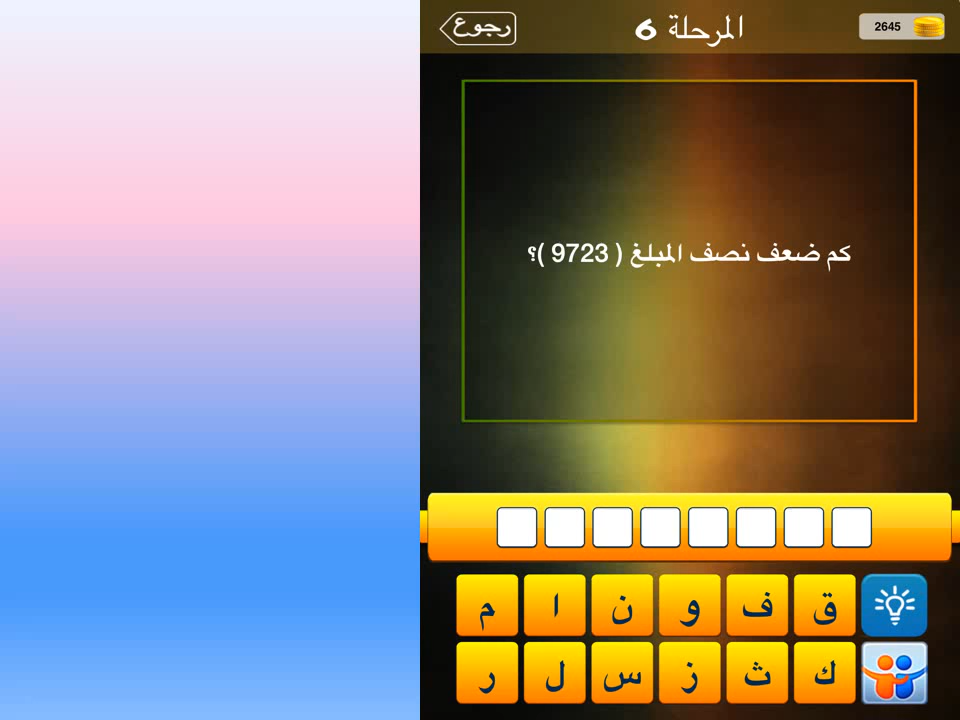 رجوع
المرحلة 6
2645
كم ضعف نصف المبلغ ( 9723 )؟
ق ف و ن ا م
ك ث ز س ل ر